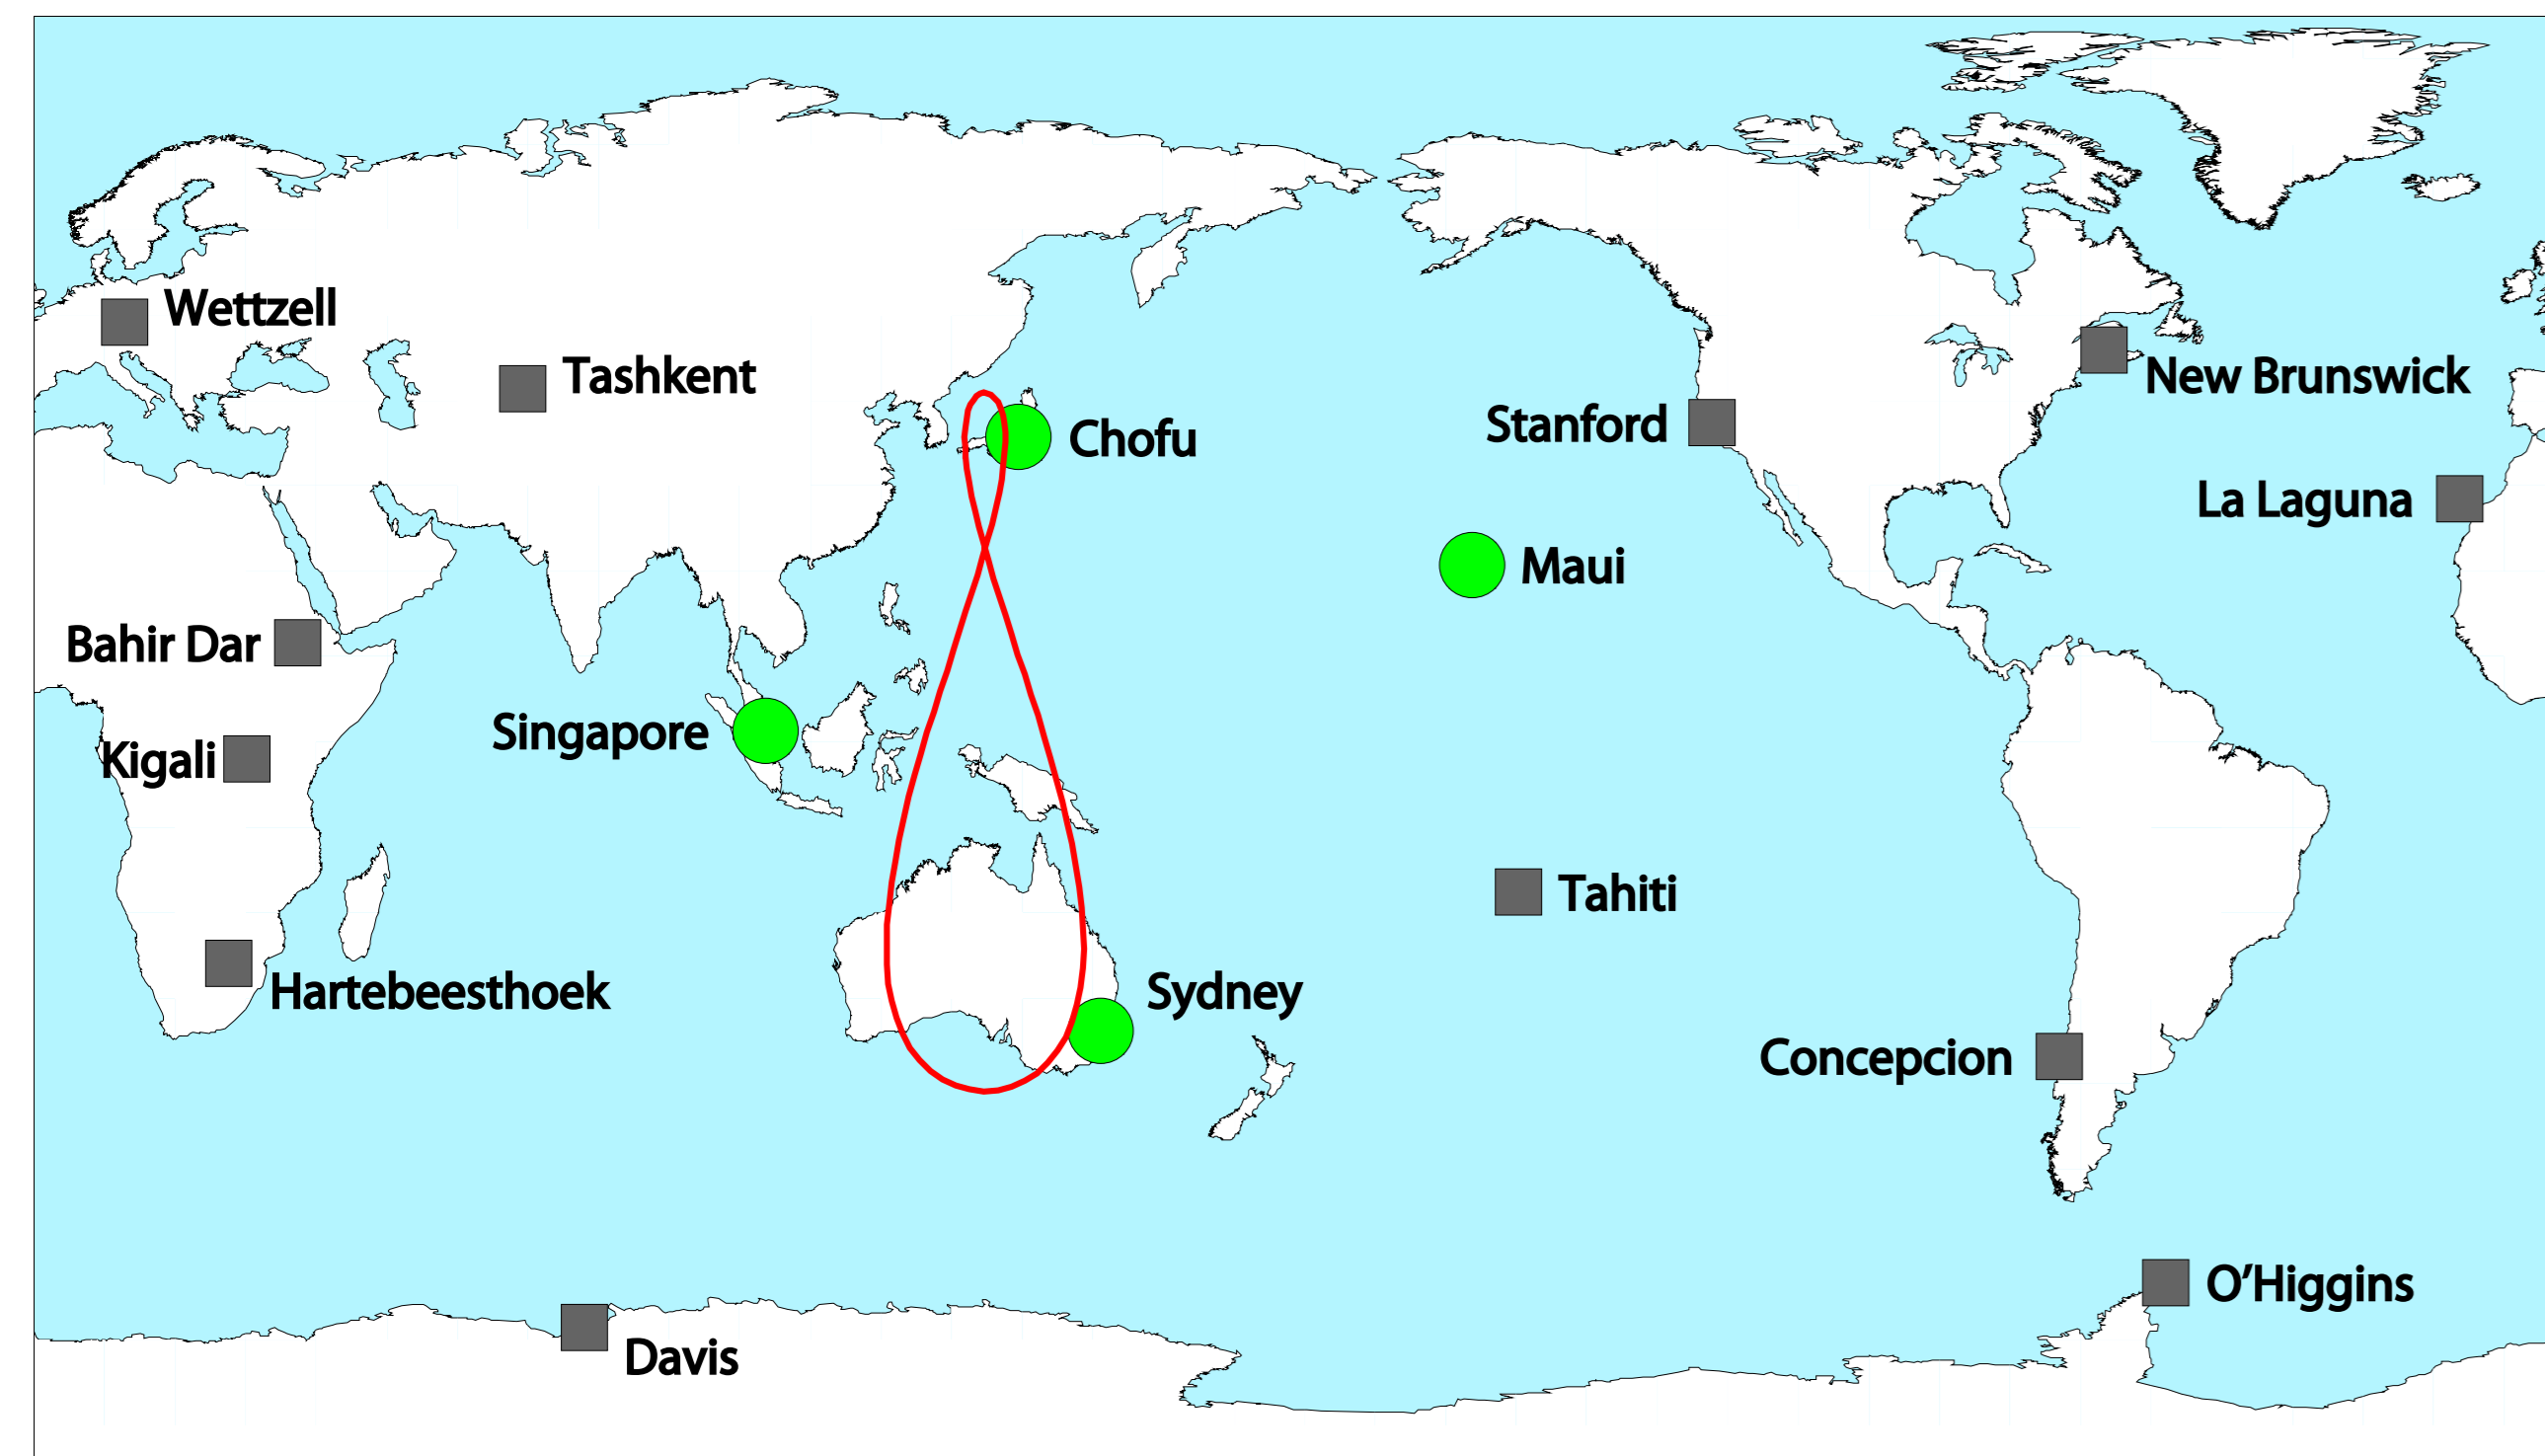 Wettzell
Tashkent
New Brunswick
Chofu
Stanford
La Laguna
Maui
Bahir Dar
Singapore
Kigali
Tahiti
Hartebeesthoek
Sydney
Concepcion
O’Higgins
Davis